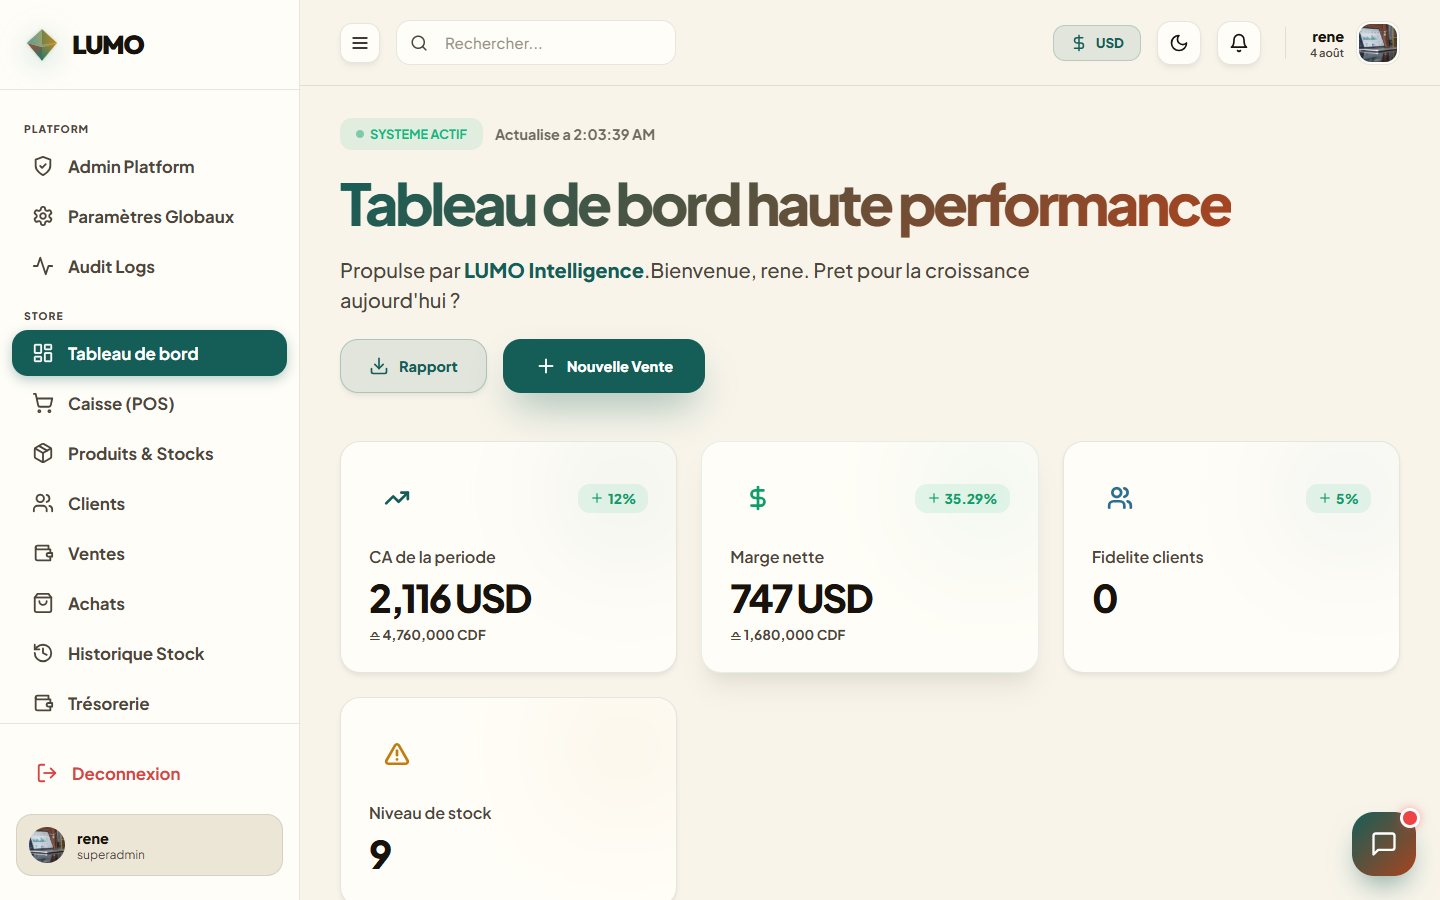 LUMO
Rechercher...
USD
rene
4 août
PLATFORM
Admin Platform
Paramètres Globaux
Audit Logs
STORE
Tableau de bord
Caisse (POS)
Produits & Stocks
Clients
Ventes
Achats
Historique Stock
Trésorerie
Deconnexion
rene
superadmin
SYSTEME ACTIF
Actualise a 2:03:39 AM
Tableau de bord haute performance
Propulse par LUMO Intelligence.Bienvenue, rene. Pret pour la croissance
aujourd'hui ?
Rapport
Nouvelle Vente
+ 12%
CA de la periode
2,116 USD
≏ 4,760,000 CDF
+ 35.29%
Marge nette
747 USD
≏ 1,680,000 CDF
+ 5%
Fidelite clients
0
Niveau de stock
9